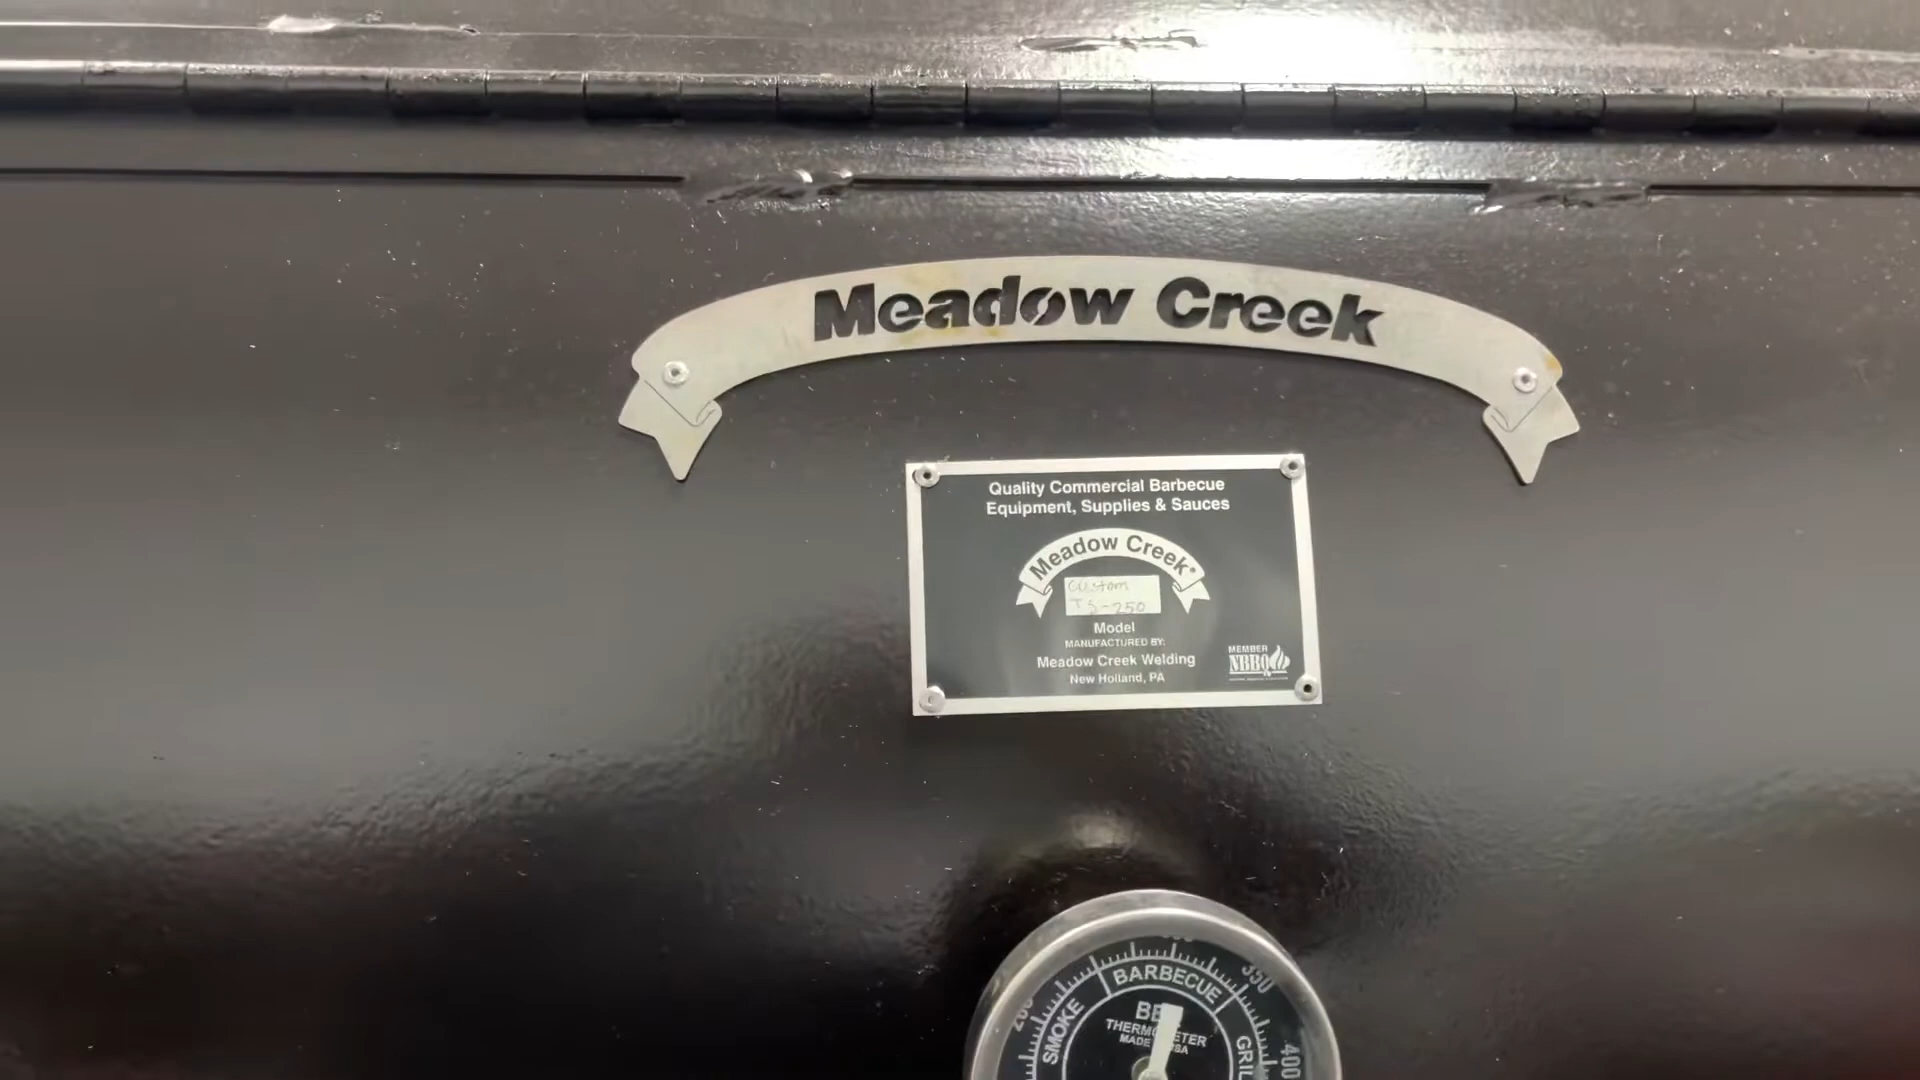 Meadow Creek
Quality Commercial Barbecue
Equipment, Supplies & Sauces
Meadow Creek
Custom
TS-250
Model
MANUFACTURED BY:
Meadow Creek Welding
New Holland, PA
MEMBER
NBBQA
BARBECUE
SMOKE
350
400
THERMOMETER